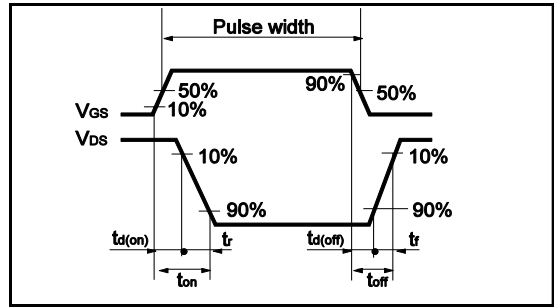 Pulse width
90%
50%
50%
10%
VGS
VDS
10%
10%
90%
90%
td(on)
tr
td(off)
tf
ton
toff